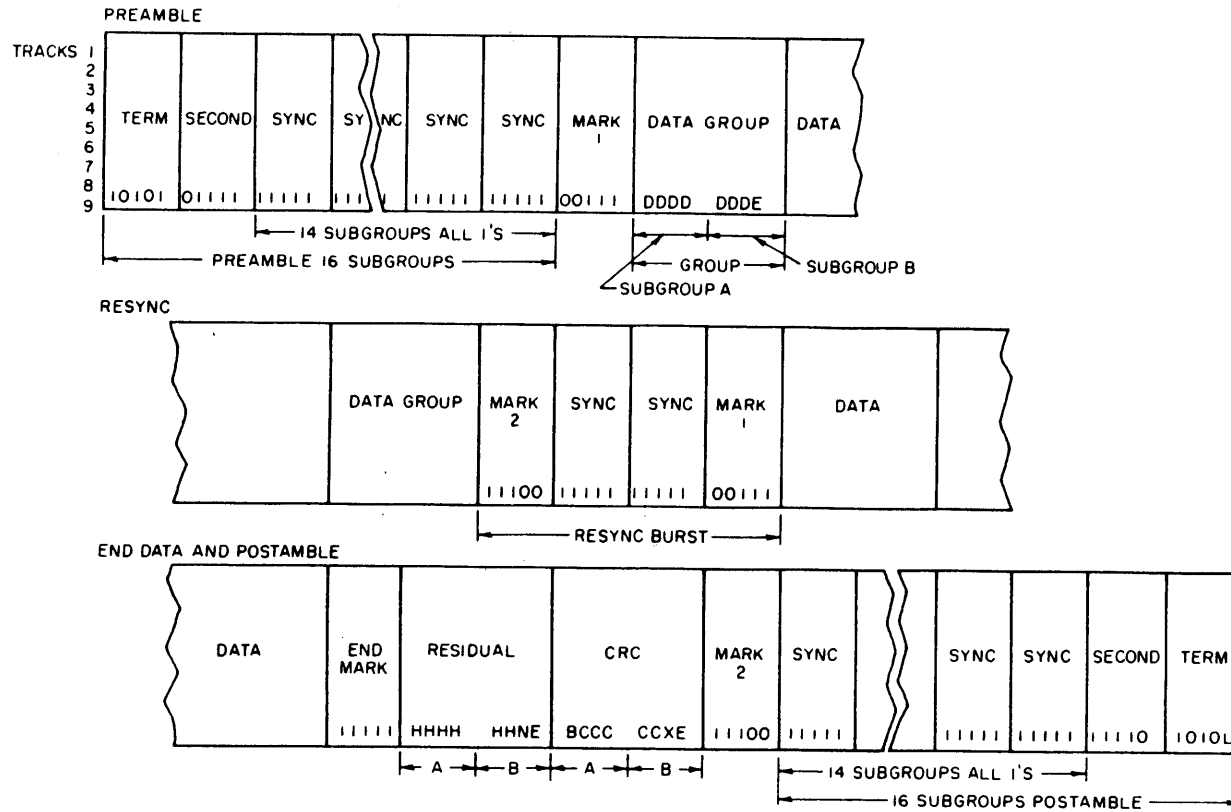 PREAMBLE
TRACKS 1
2
3
4
5
6
7
8
9
TERM SECOND SYNC SY NC SYNC SYNC MARK 1 DATA GROUP DATA
10101 01111 11111 111 1 11111 11111 00111 DDDD DDDE
14 SUBGROUPS ALL 1'S
PREAMBLE 16 SUBGROUPS
GROUP
SUBGROUP B
SUBGROUP A
RESYNC
DATA GROUP MARK 2 SYNC SYNC MARK 1 DATA
11100 11111 11111 00111
RESYNC BURST
END DATA AND POSTAMBLE
DATA END MARK RESIDUAL CRC MARK 2 SYNC SYNC SYNC SECOND TERM
11111 HHHH HHNE BCCC CCXE 11100 11111 11111 11111 11110 1010L
A B A B
14 SUBGROUPS ALL 1'S
16 SUBGROUPS POSTAMBLE